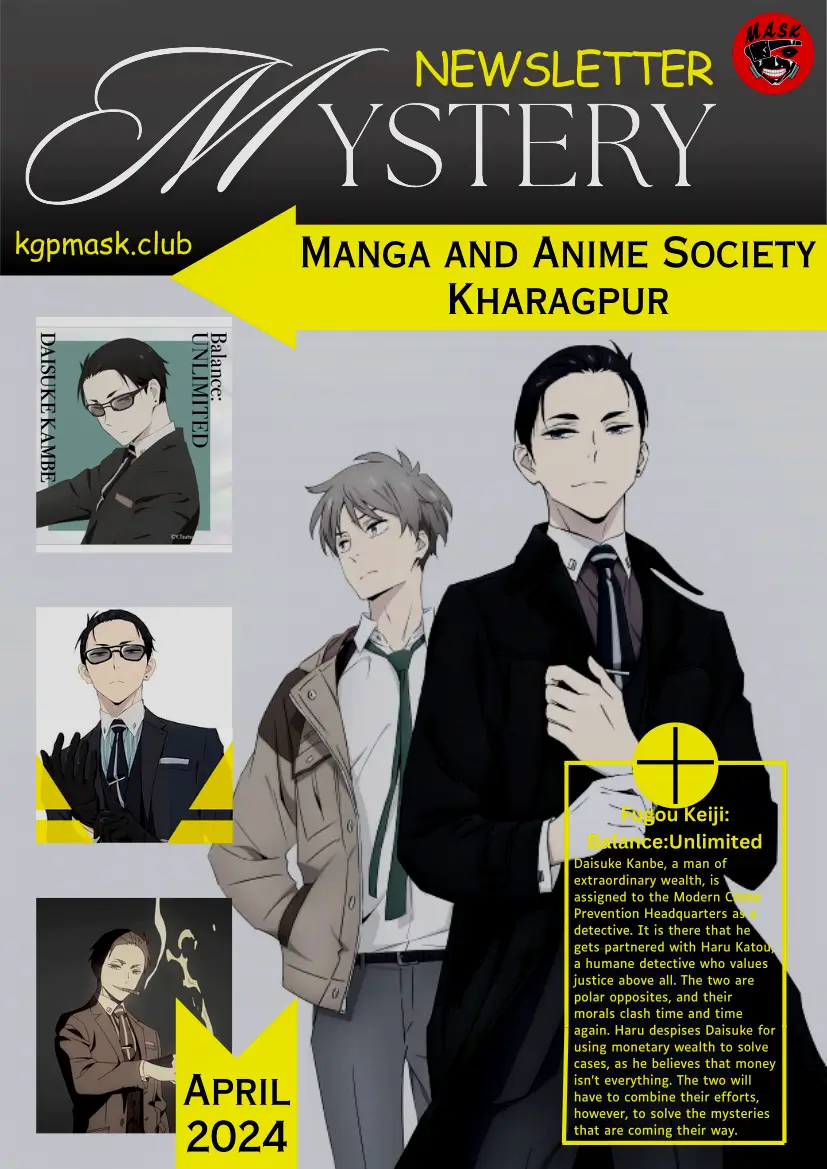 NEWSLETTER
MASK
MYSTERY
kgpmask.club
MANGA AND ANIME SOCIETY
KHARAGPUR
Balance:
UNLIMITED
DAISUKE KAMBE
Fugou Keiji:
Balance:Unlimited
Daisuke Kanbe, a man of
extraordinary wealth, is
assigned to the Modern Crime
Prevention Headquarters as a
detective. It is there that he
gets partnered with Haru Katou,
a humane detective who values
justice above all. The two are
polar opposites, and their
morals clash time and time
again. Haru despises Daisuke for
using monetary wealth to solve
cases, as he believes that money
isn't everything. The two will
have to combine their efforts,
however, to solve the mysteries
that are coming their way.
APRIL
2024